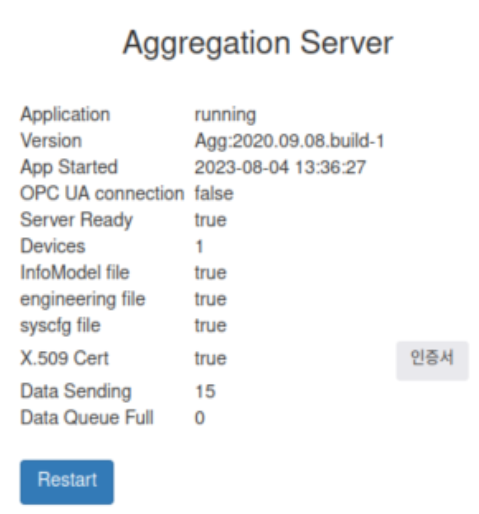 Aggregation Server
Application running
Version Agg:2020.09.08.build-1
App Started 2023-08-04 13:36:27
OPC UA connection false
Server Ready true
Devices 1
InfoModel file true
engineering file true
syscfg file true
X.509 Cert true 인증서
Data Sending 15
Data Queue Full 0
Restart